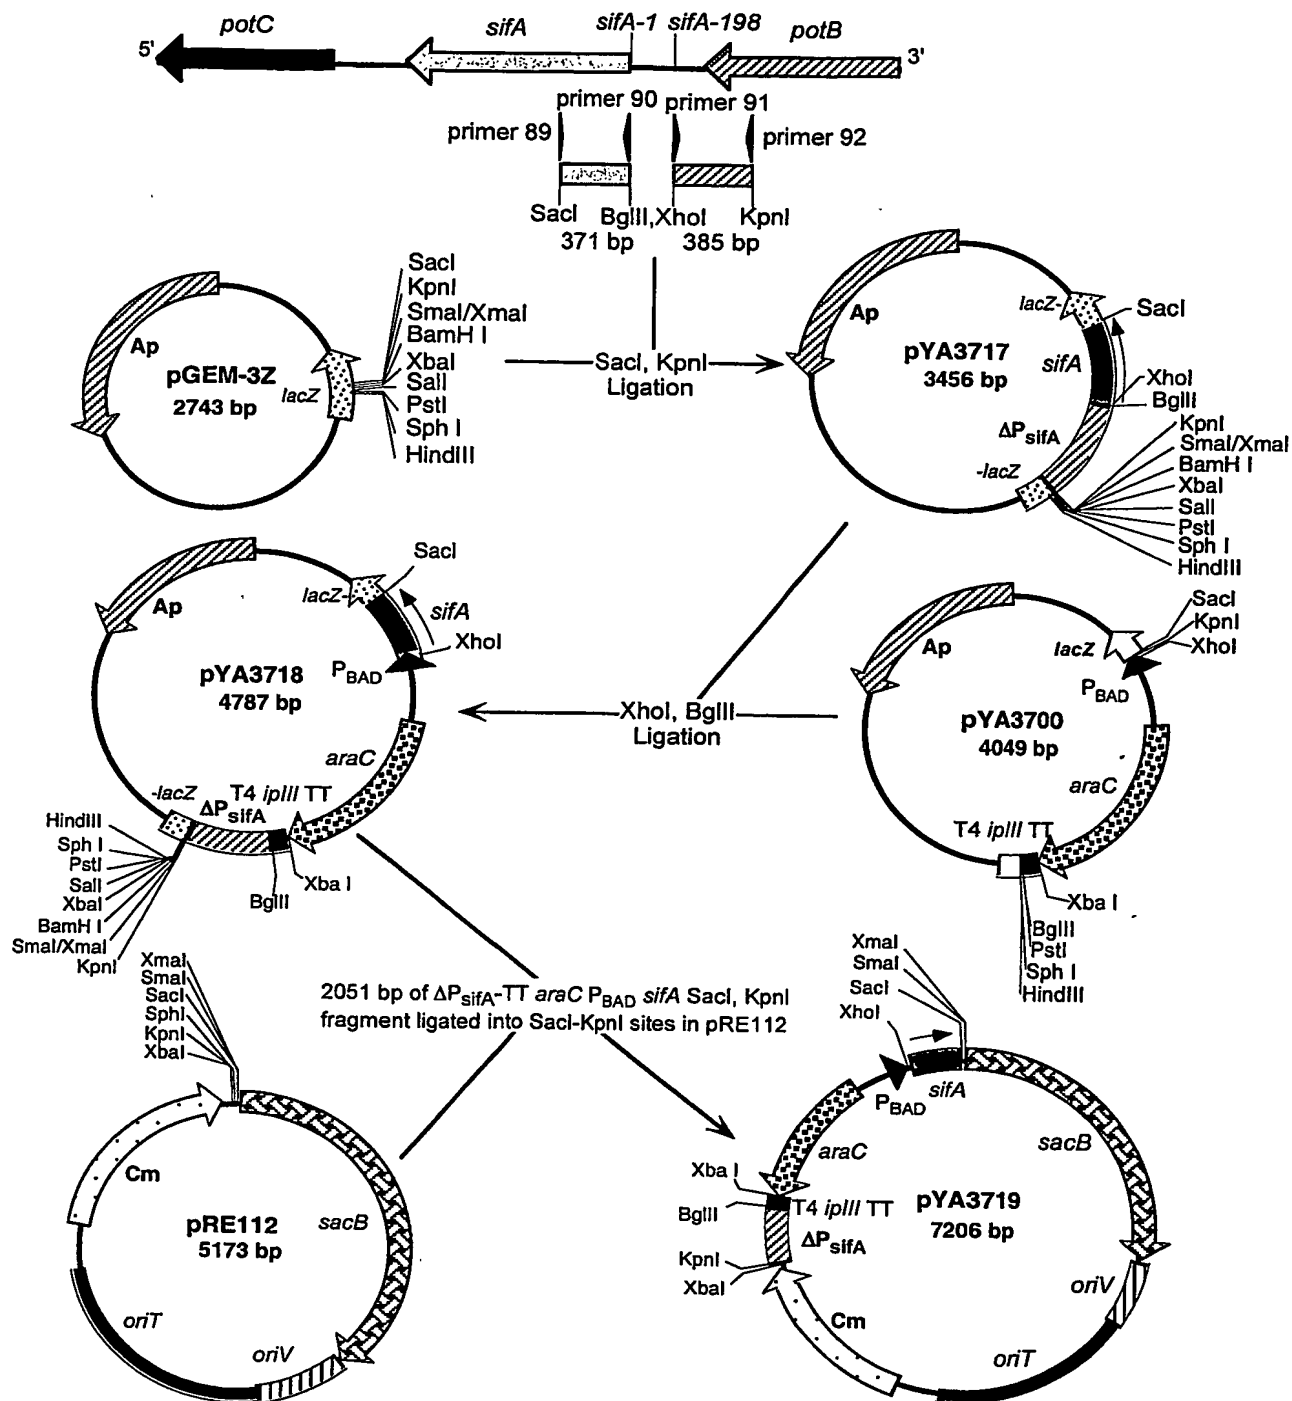 potC
sifA
sifA-1
sifA-198
potB
5'
3'
primer 90
primer 91
primer 89
primer 92
SacI
BglII,XhoI
KpnI
371 bp
385 bp
SacI
KpnI
SmaI/XmaI
BamH I
XbaI
SalI
PstI
Sph I
HindIII
Ap
pGEM-3Z
2743 bp
lacZ
SacI, KpnI
Ligation
Ap
lacZ-
SacI
pYA3717
3456 bp
sifA
XhoI
BglII
ΔPsifA
-lacZ
KpnI
SmaI/XmaI
BamH I
XbaI
SalI
PstI
Sph I
HindIII
SacI
lacZ-
Ap
sifA
XhoI
PBAD
pYA3718
4787 bp
araC
-lacZ
T4 ipIII TT
ΔPsifA
HindIII
Sph I
PstI
SalI
XbaI
BamH I
SmaI/XmaI
KpnI
Xba I
BglII
XhoI, BglII
Ligation
SacI
KpnI
XhoI
Ap
lacZ
PBAD
pYA3700
4049 bp
araC
T4 ipIII TT
Xba I
BglII
PstI
Sph I
HindIII
2051 bp of ΔPsifA-TT araC PBAD sifA SacI, KpnI
fragment ligated into SacI-KpnI sites in pRE112
XmaI
SmaI
SacI
SphI
KpnI
XbaI
Cm
pRE112
5173 bp
sacB
oriT
oriV
XmaI
SmaI
SacI
XhoI
sifA
PBAD
araC
sacB
Xba I
BglII
T4 ipIII TT
pYA3719
7206 bp
ΔPsifA
KpnI
XbaI
oriV
Cm
oriT